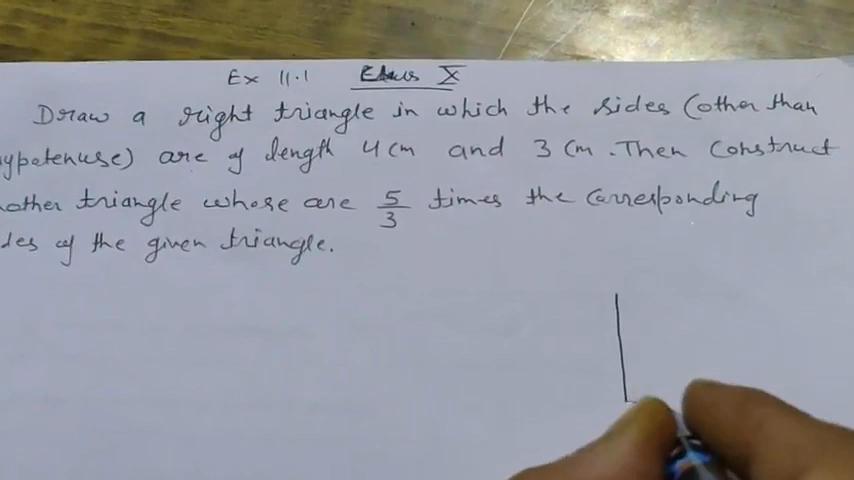 Ex 11.1 Class X
Draw a right triangle in which the sides (other than
ypotenuse) are of length 4 cm and 3 cm. Then construct
nother triangle whose are 5/3 times the corresponding
des of the given triangle.